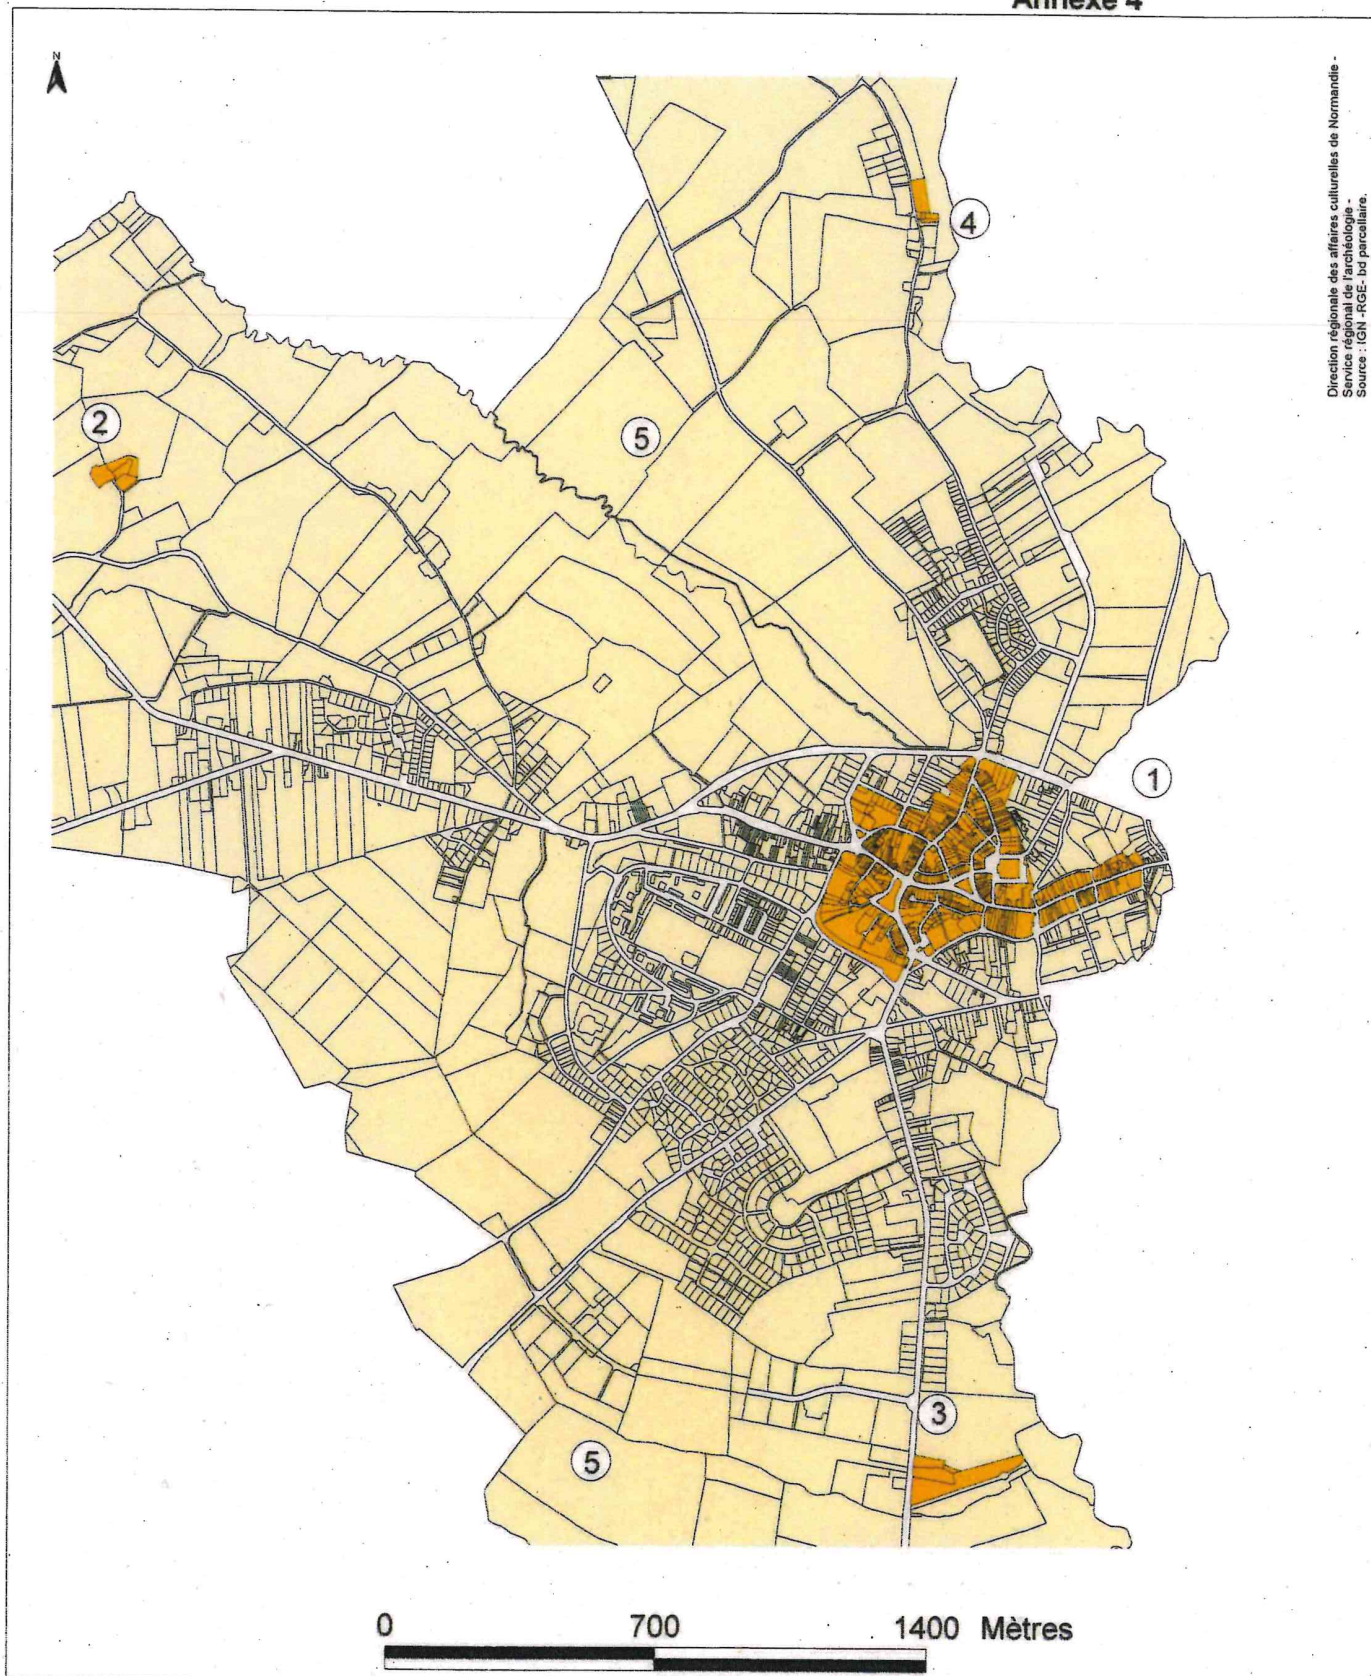 Annexe 4
N
Direction régionale des affaires culturelles de Normandie -
Service régional de l'archéologie -
Source : IGN -RGE- bd parcellaire.
4
2
5
1
3
5
0 700 1400 Mètres